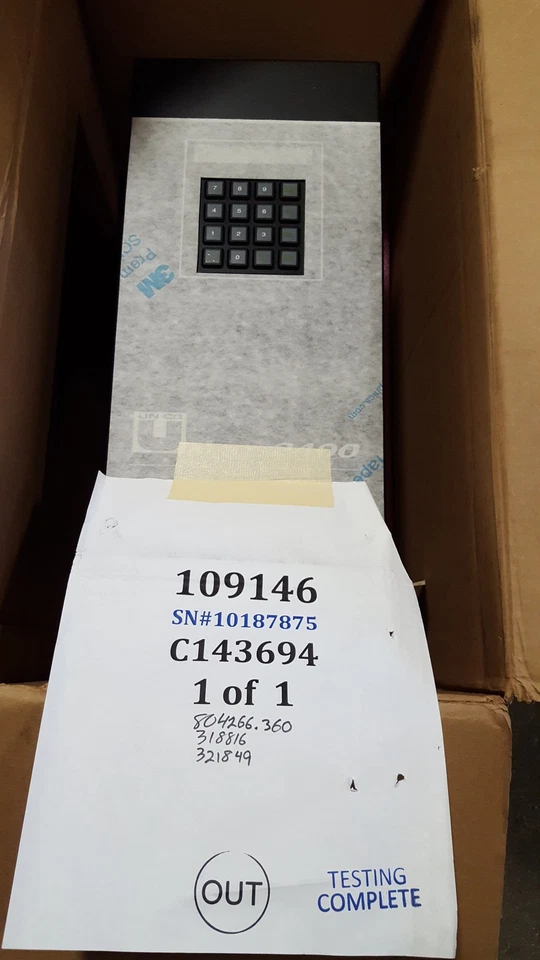 7 8 9
4 5 6
1 2 3
0
3M
UNICO
109146
SN#10187875
C143694
1 of 1
804266.360
318816
321849
OUT
TESTING
COMPLETE